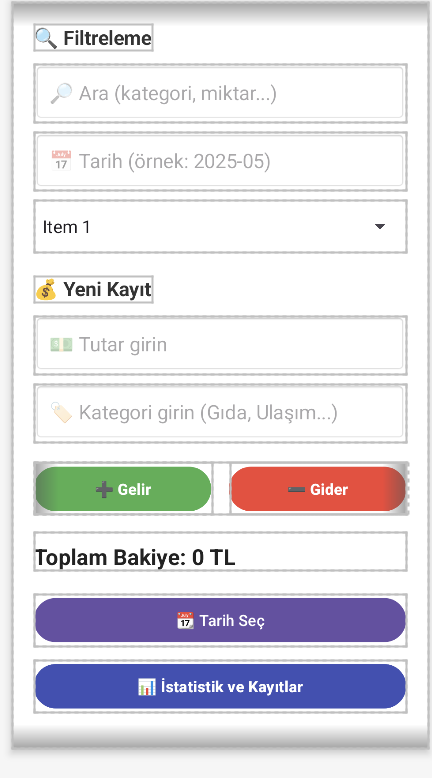 🔍 Filtreleme
🔎 Ara (kategori, miktar...)
📅 Tarih (örnek: 2025-05)
Item 1
💰 Yeni Kayıt
💵 Tutar girin
🏷️ Kategori girin (Gıda, Ulaşım...)
➕ Gelir
➖ Gider
Toplam Bakiye: 0 TL
📆 Tarih Seç
📊 İstatistik ve Kayıtlar